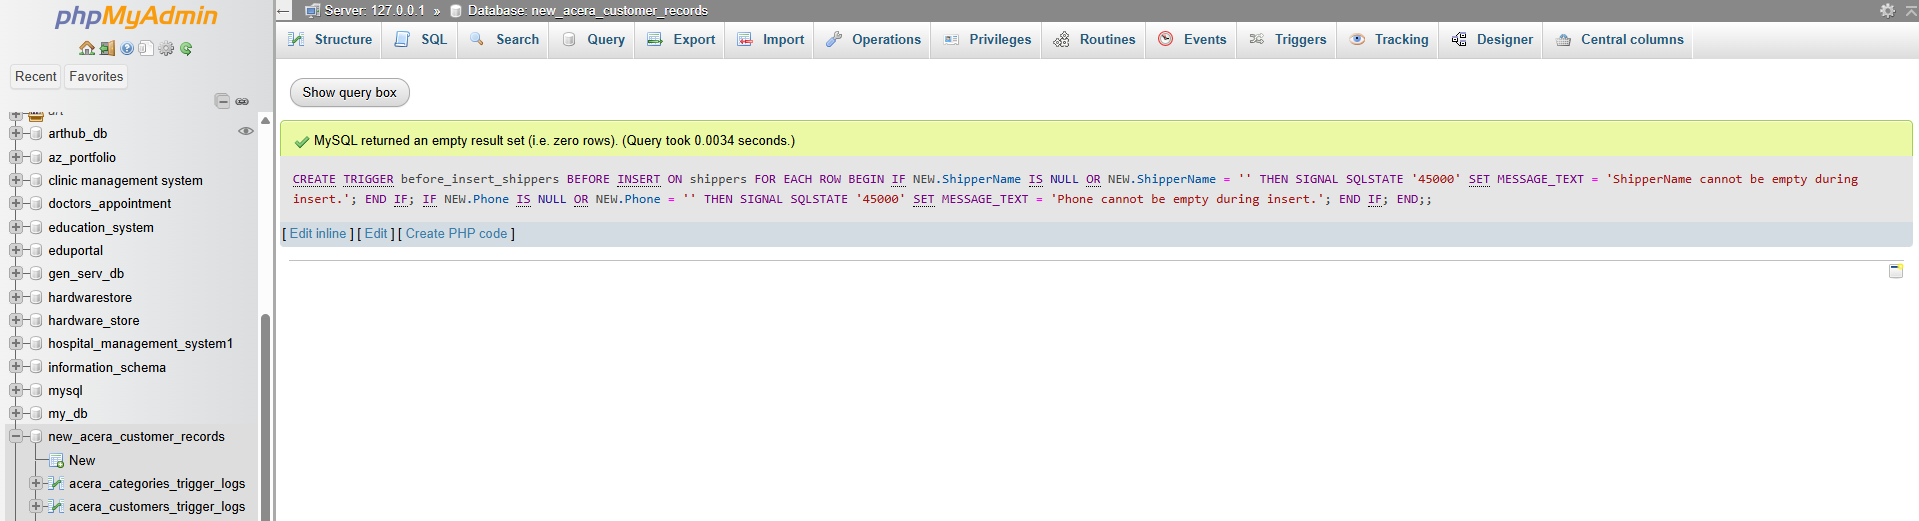 phpMyAdmin
Recent Favorites
art
arthub_db
az_portfolio
clinic management system
doctors_appointment
education_system
eduportal
gen_serv_db
hardwarestore
hardware_store
hospital_management_system1
information_schema
mysql
my_db
new_acera_customer_records
New
acera_categories_trigger_logs
acera_customers_trigger_logs
Server: 127.0.0.1 » Database: new_acera_customer_records
Structure SQL Search Query Export Import Operations Privileges Routines Events Triggers Tracking Designer Central columns
Show query box
MySQL returned an empty result set (i.e. zero rows). (Query took 0.0034 seconds.)
CREATE TRIGGER before_insert_shippers BEFORE INSERT ON shippers FOR EACH ROW BEGIN IF NEW.ShipperName IS NULL OR NEW.ShipperName = '' THEN SIGNAL SQLSTATE '45000' SET MESSAGE_TEXT = 'ShipperName cannot be empty during
insert.'; END IF; IF NEW.Phone IS NULL OR NEW.Phone = '' THEN SIGNAL SQLSTATE '45000' SET MESSAGE_TEXT = 'Phone cannot be empty during insert.'; END IF; END;;
[ Edit inline ] [ Edit ] [ Create PHP code ]